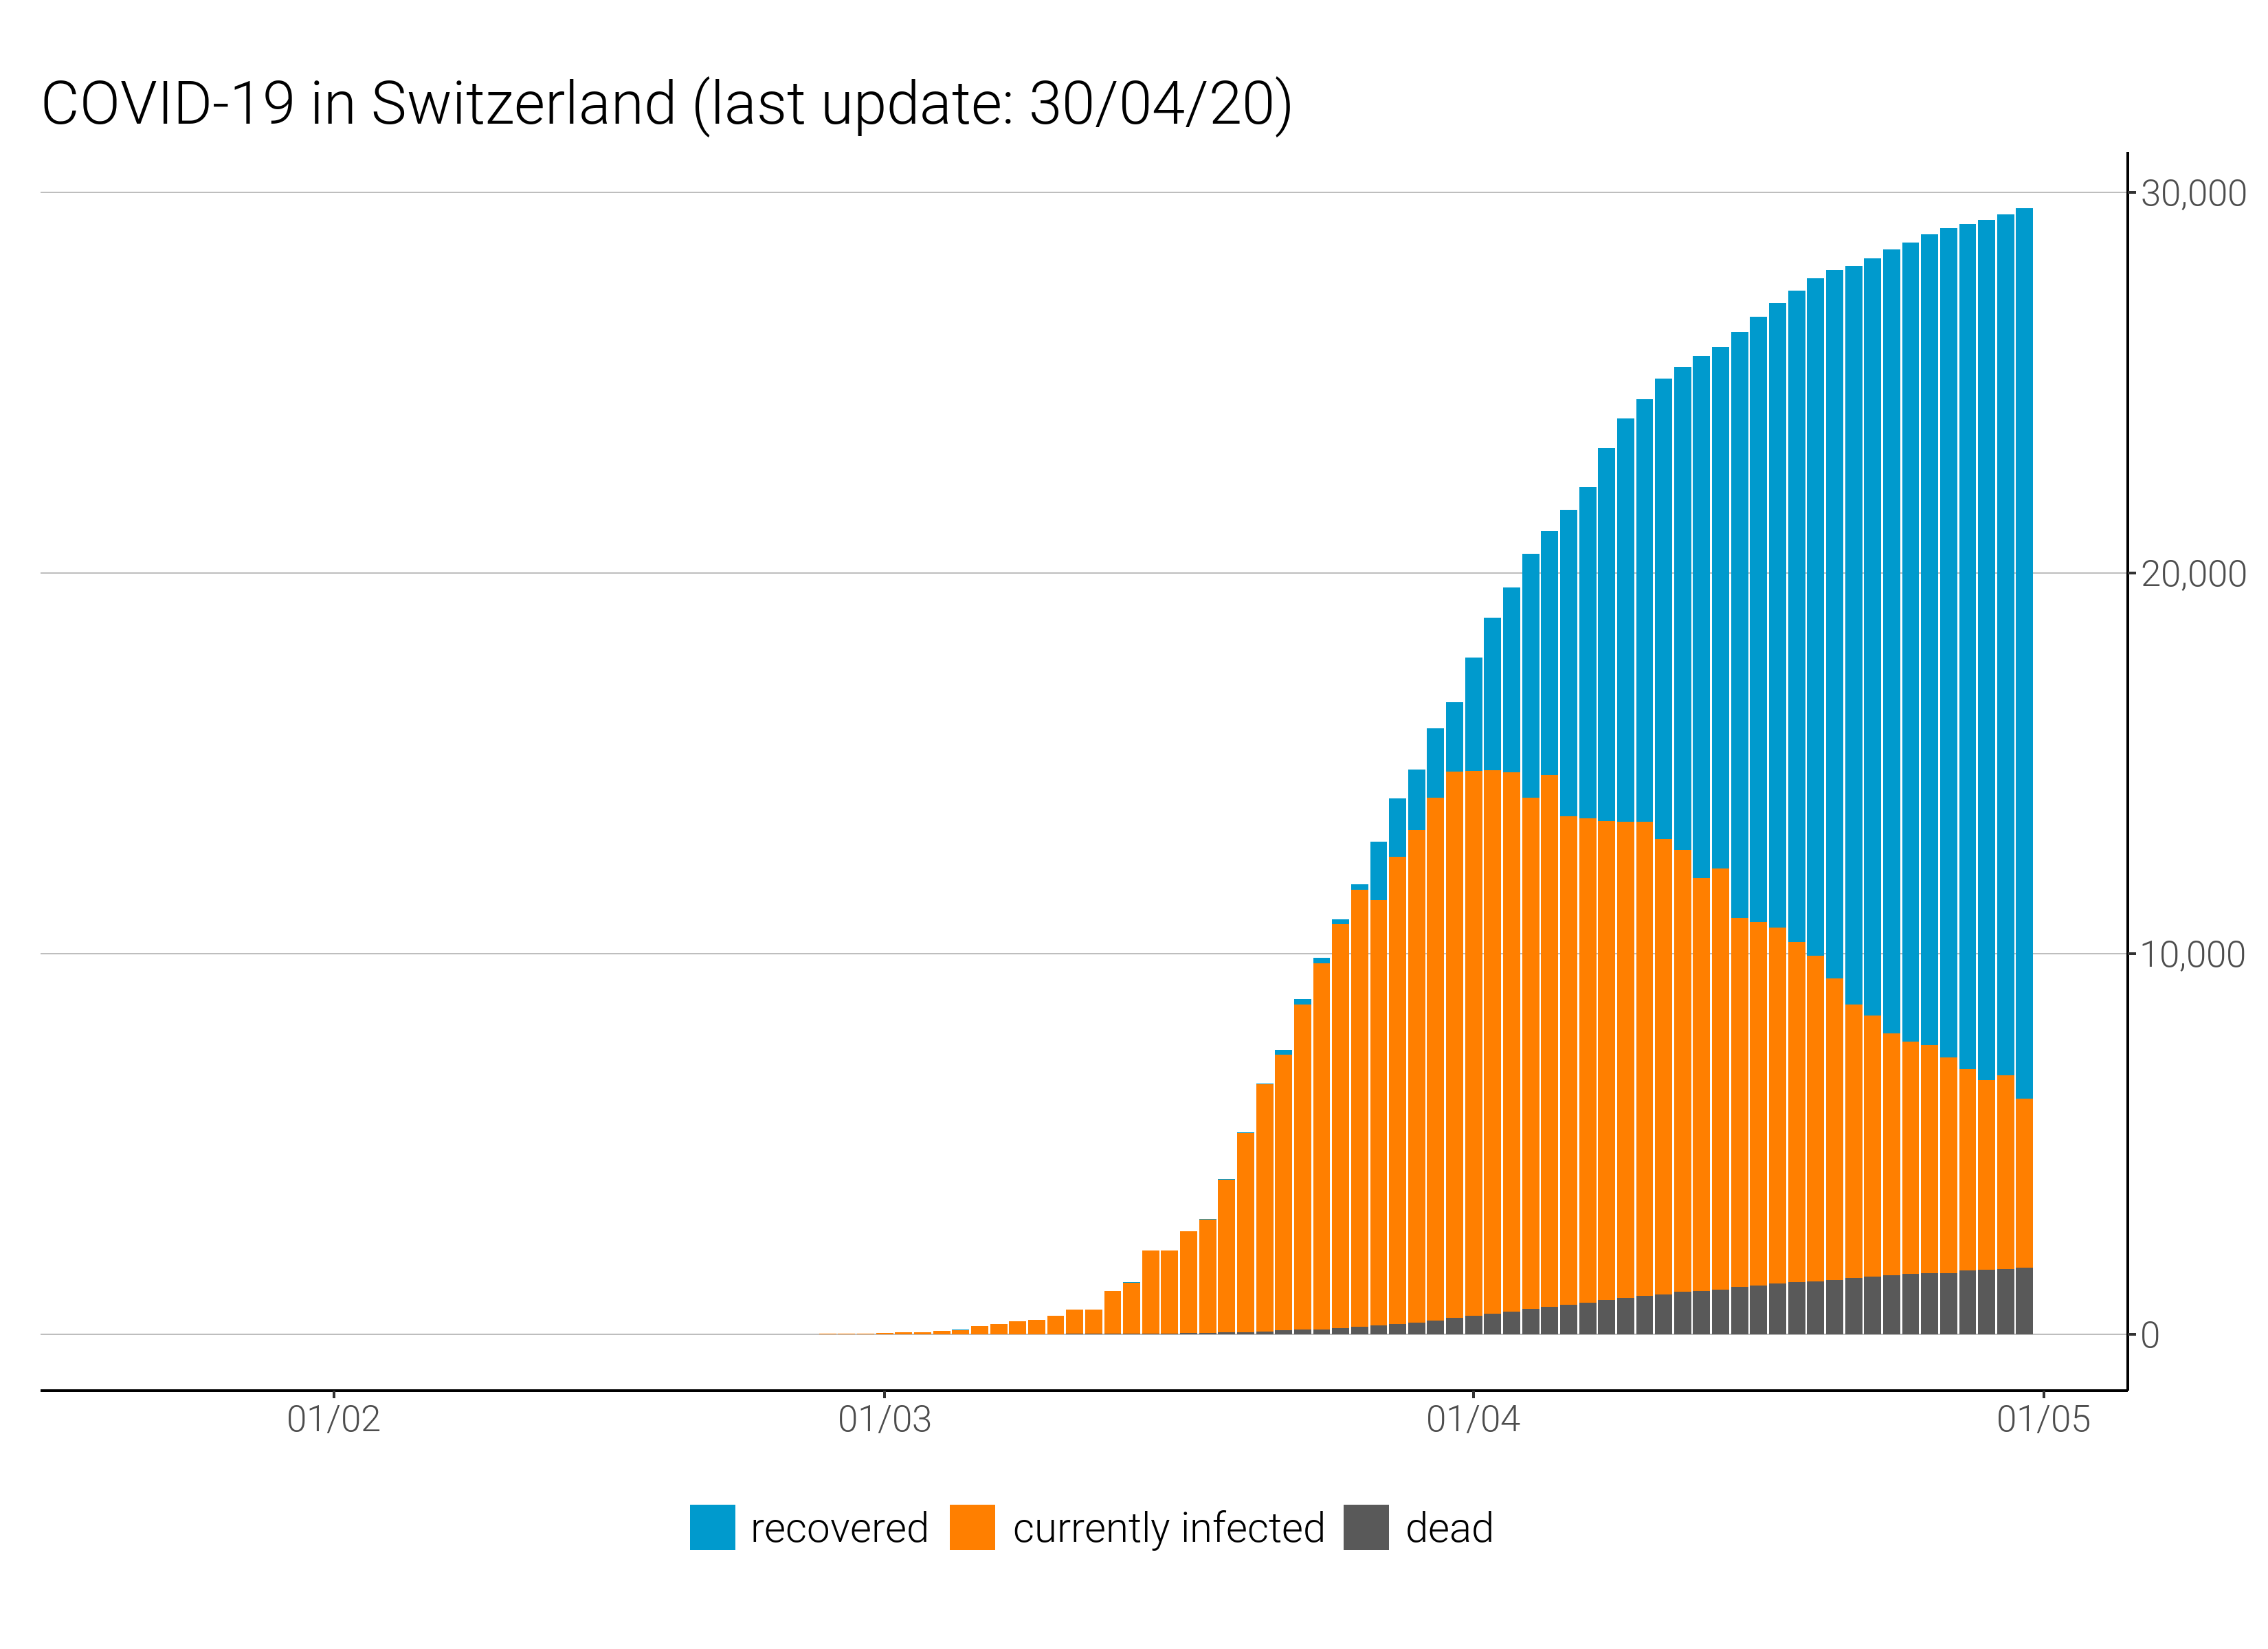 COVID-19 in Switzerland (last update: 30/04/20)
30,000
20,000
10,000
0
01/02 01/03 01/04 01/05
recovered currently infected dead